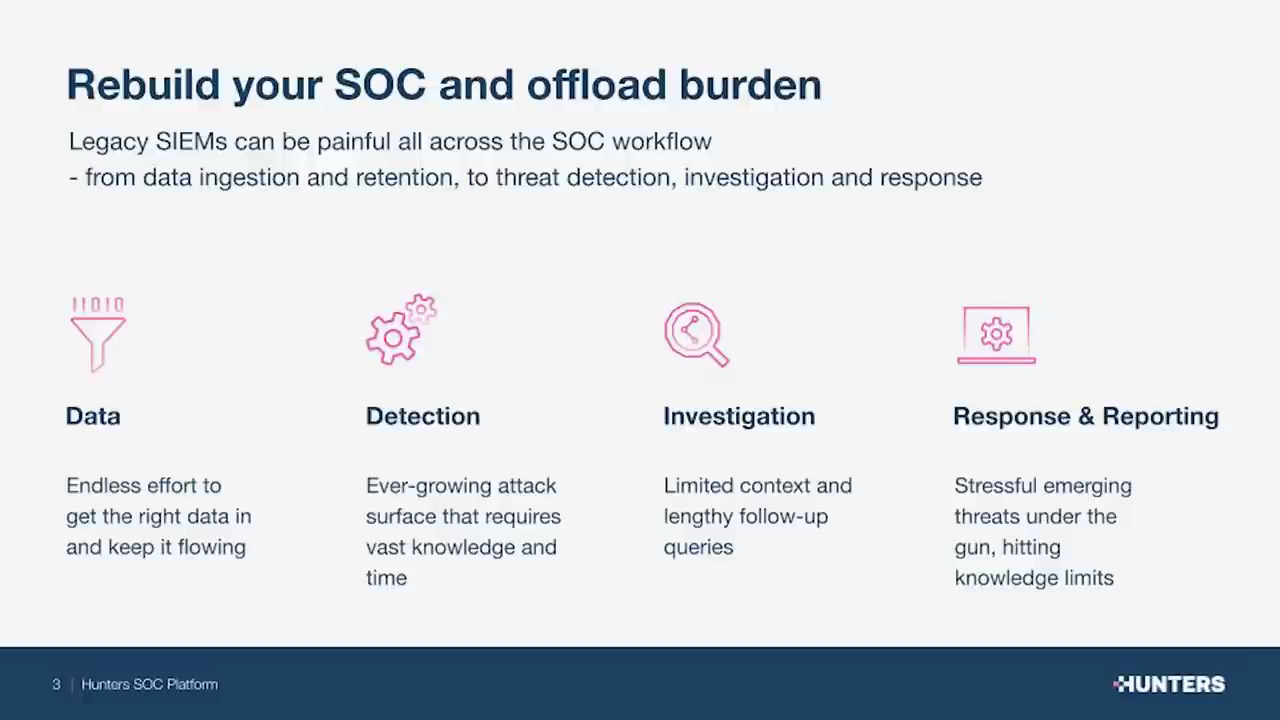 Rebuild your SOC and offload burden
Legacy SIEMs can be painful all across the SOC workflow
- from data ingestion and retention, to threat detection, investigation and response
11010
Data
Endless effort to
get the right data in
and keep it flowing
Detection
Ever-growing attack
surface that requires
vast knowledge and
time
Investigation
Limited context and
lengthy follow-up
queries
Response & Reporting
Stressful emerging
threats under the
gun, hitting
knowledge limits
3 | Hunters SOC Platform
HUNTERS